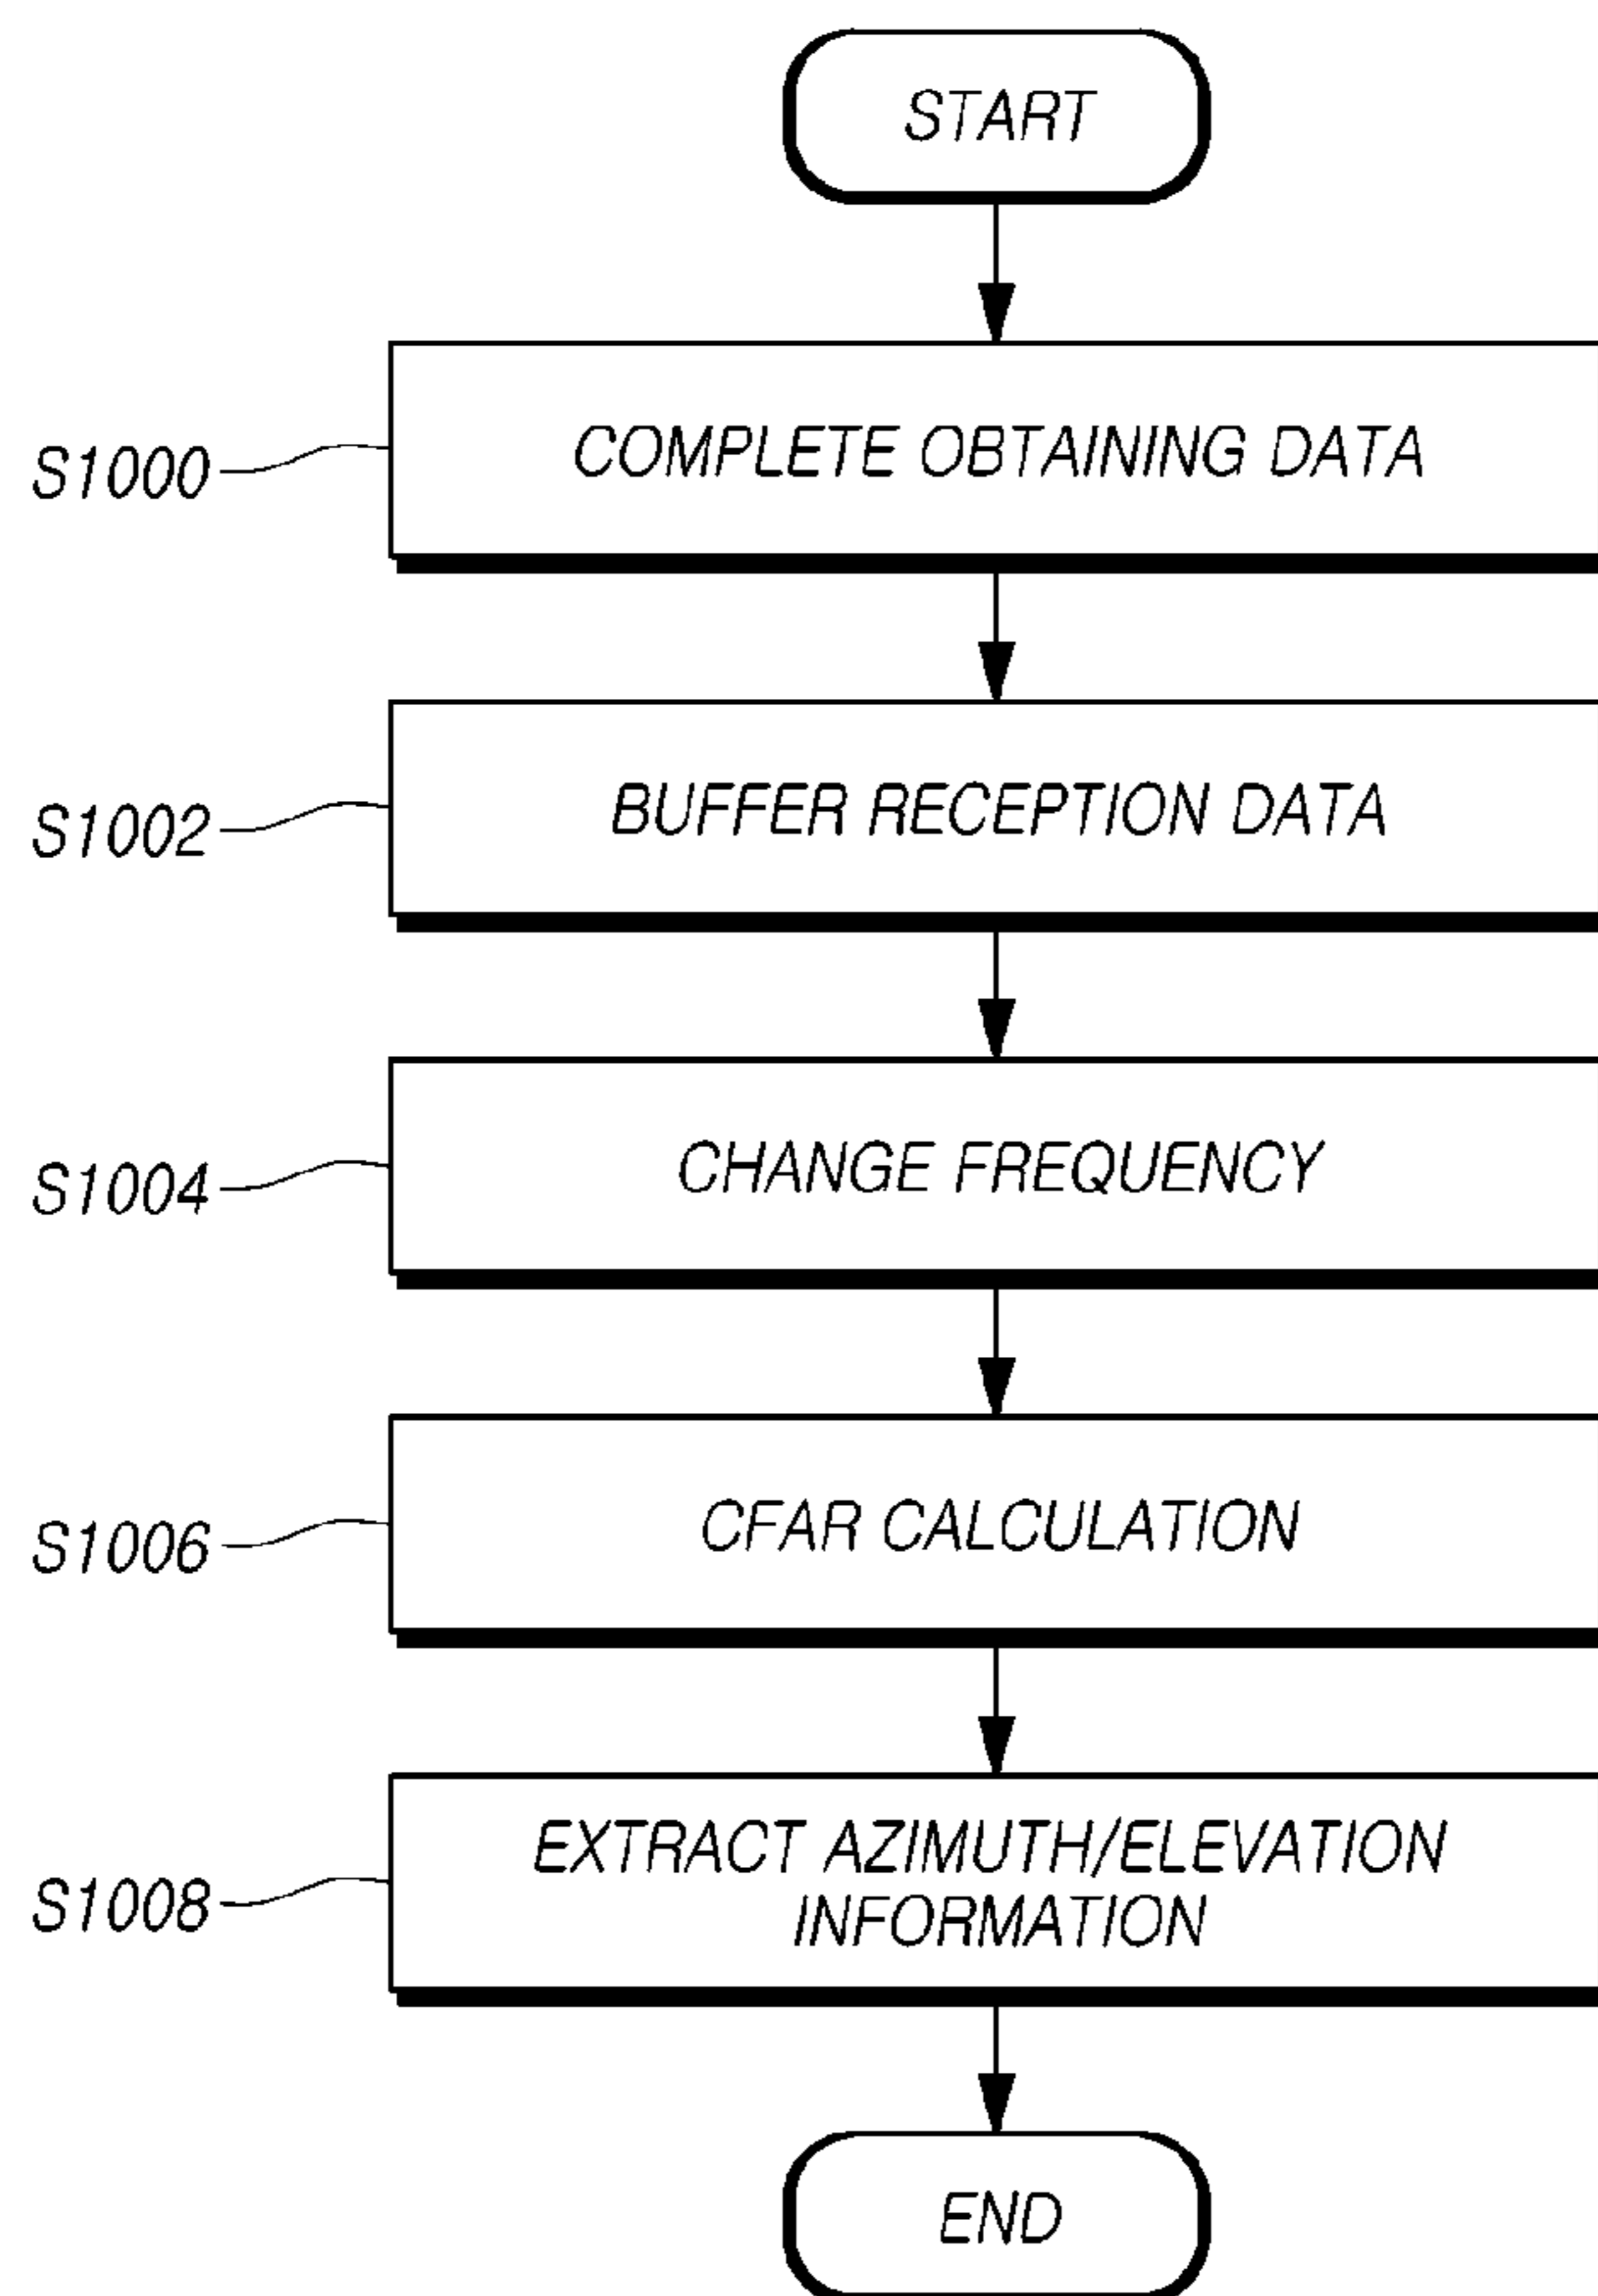 START
S1000
COMPLETE OBTAINING DATA
S1002
BUFFER RECEPTION DATA
S1004
CHANGE FREQUENCY
S1006
CFAR CALCULATION
S1008
EXTRACT AZIMUTH/ELEVATION
INFORMATION
END